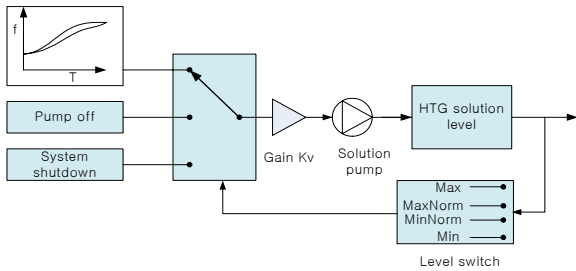 f
T
Pump off
System
shutdown
Gain Kv
Solution
pump
HTG solution
level
Max
MaxNorm
MinNorm
Min
Level switch